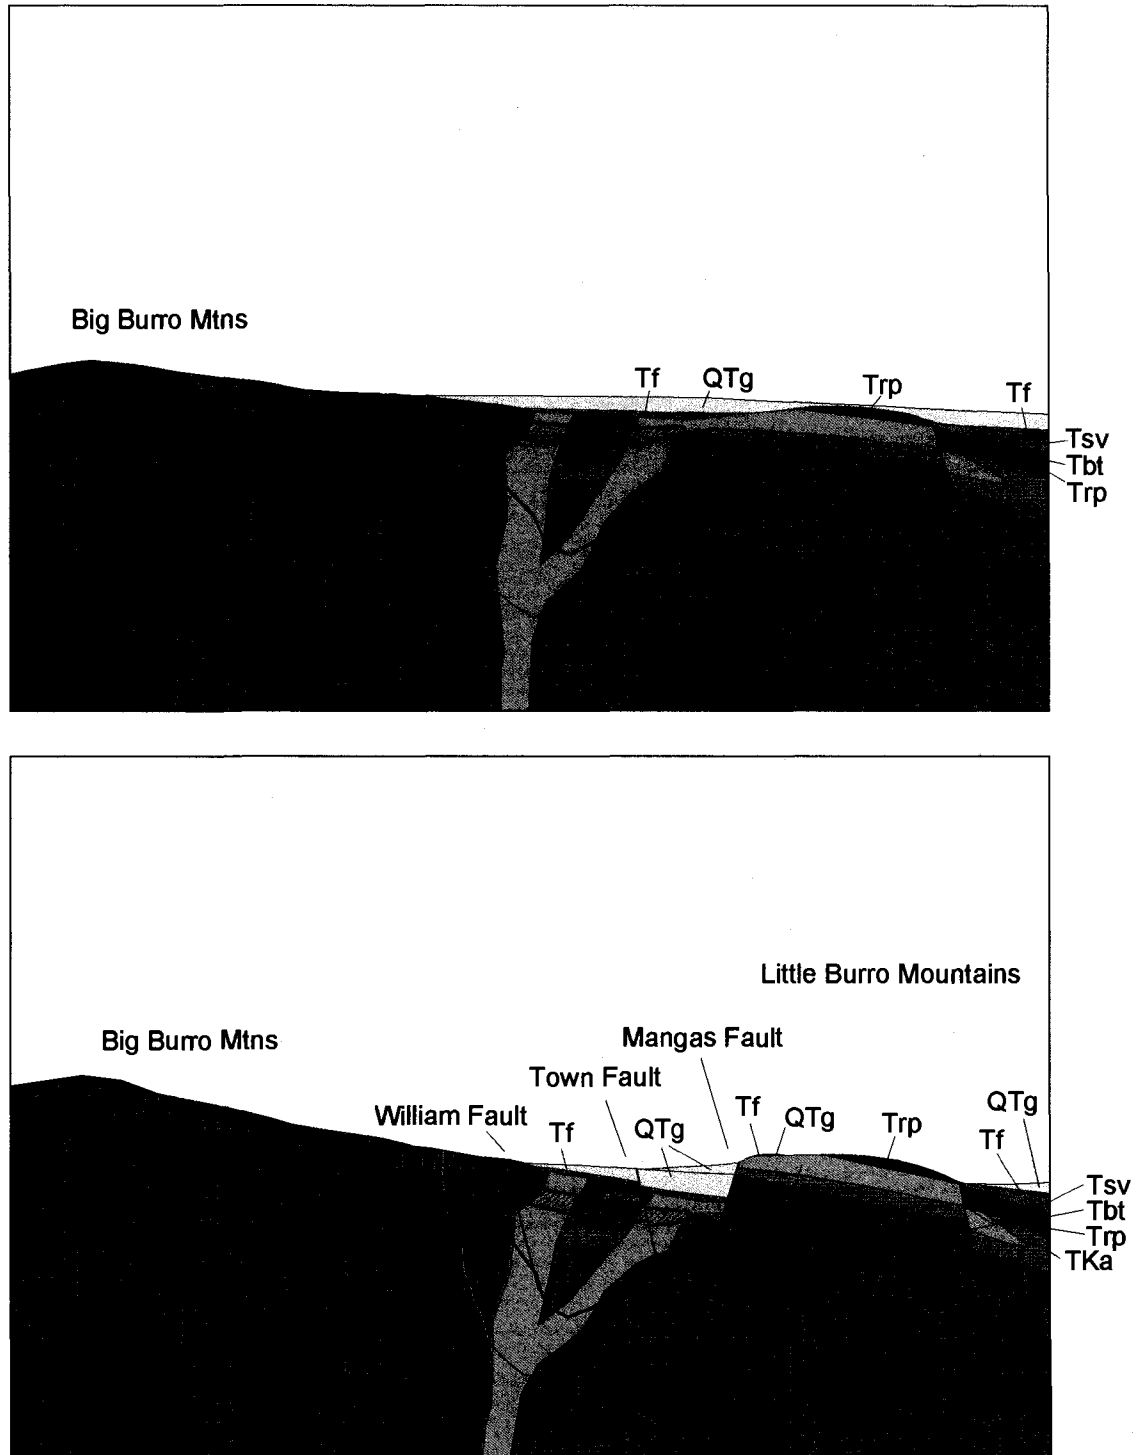 Big Burro Mtns
Tf
QTg
Trp
Tf
Tsv
Tbt
Trp
Little Burro Mountains
Big Burro Mtns
Mangas Fault
Town Fault
William Fault
Tf
QTg
Tf
QTg
Trp
QTg
Tf
Tsv
Tbt
Trp
TKa